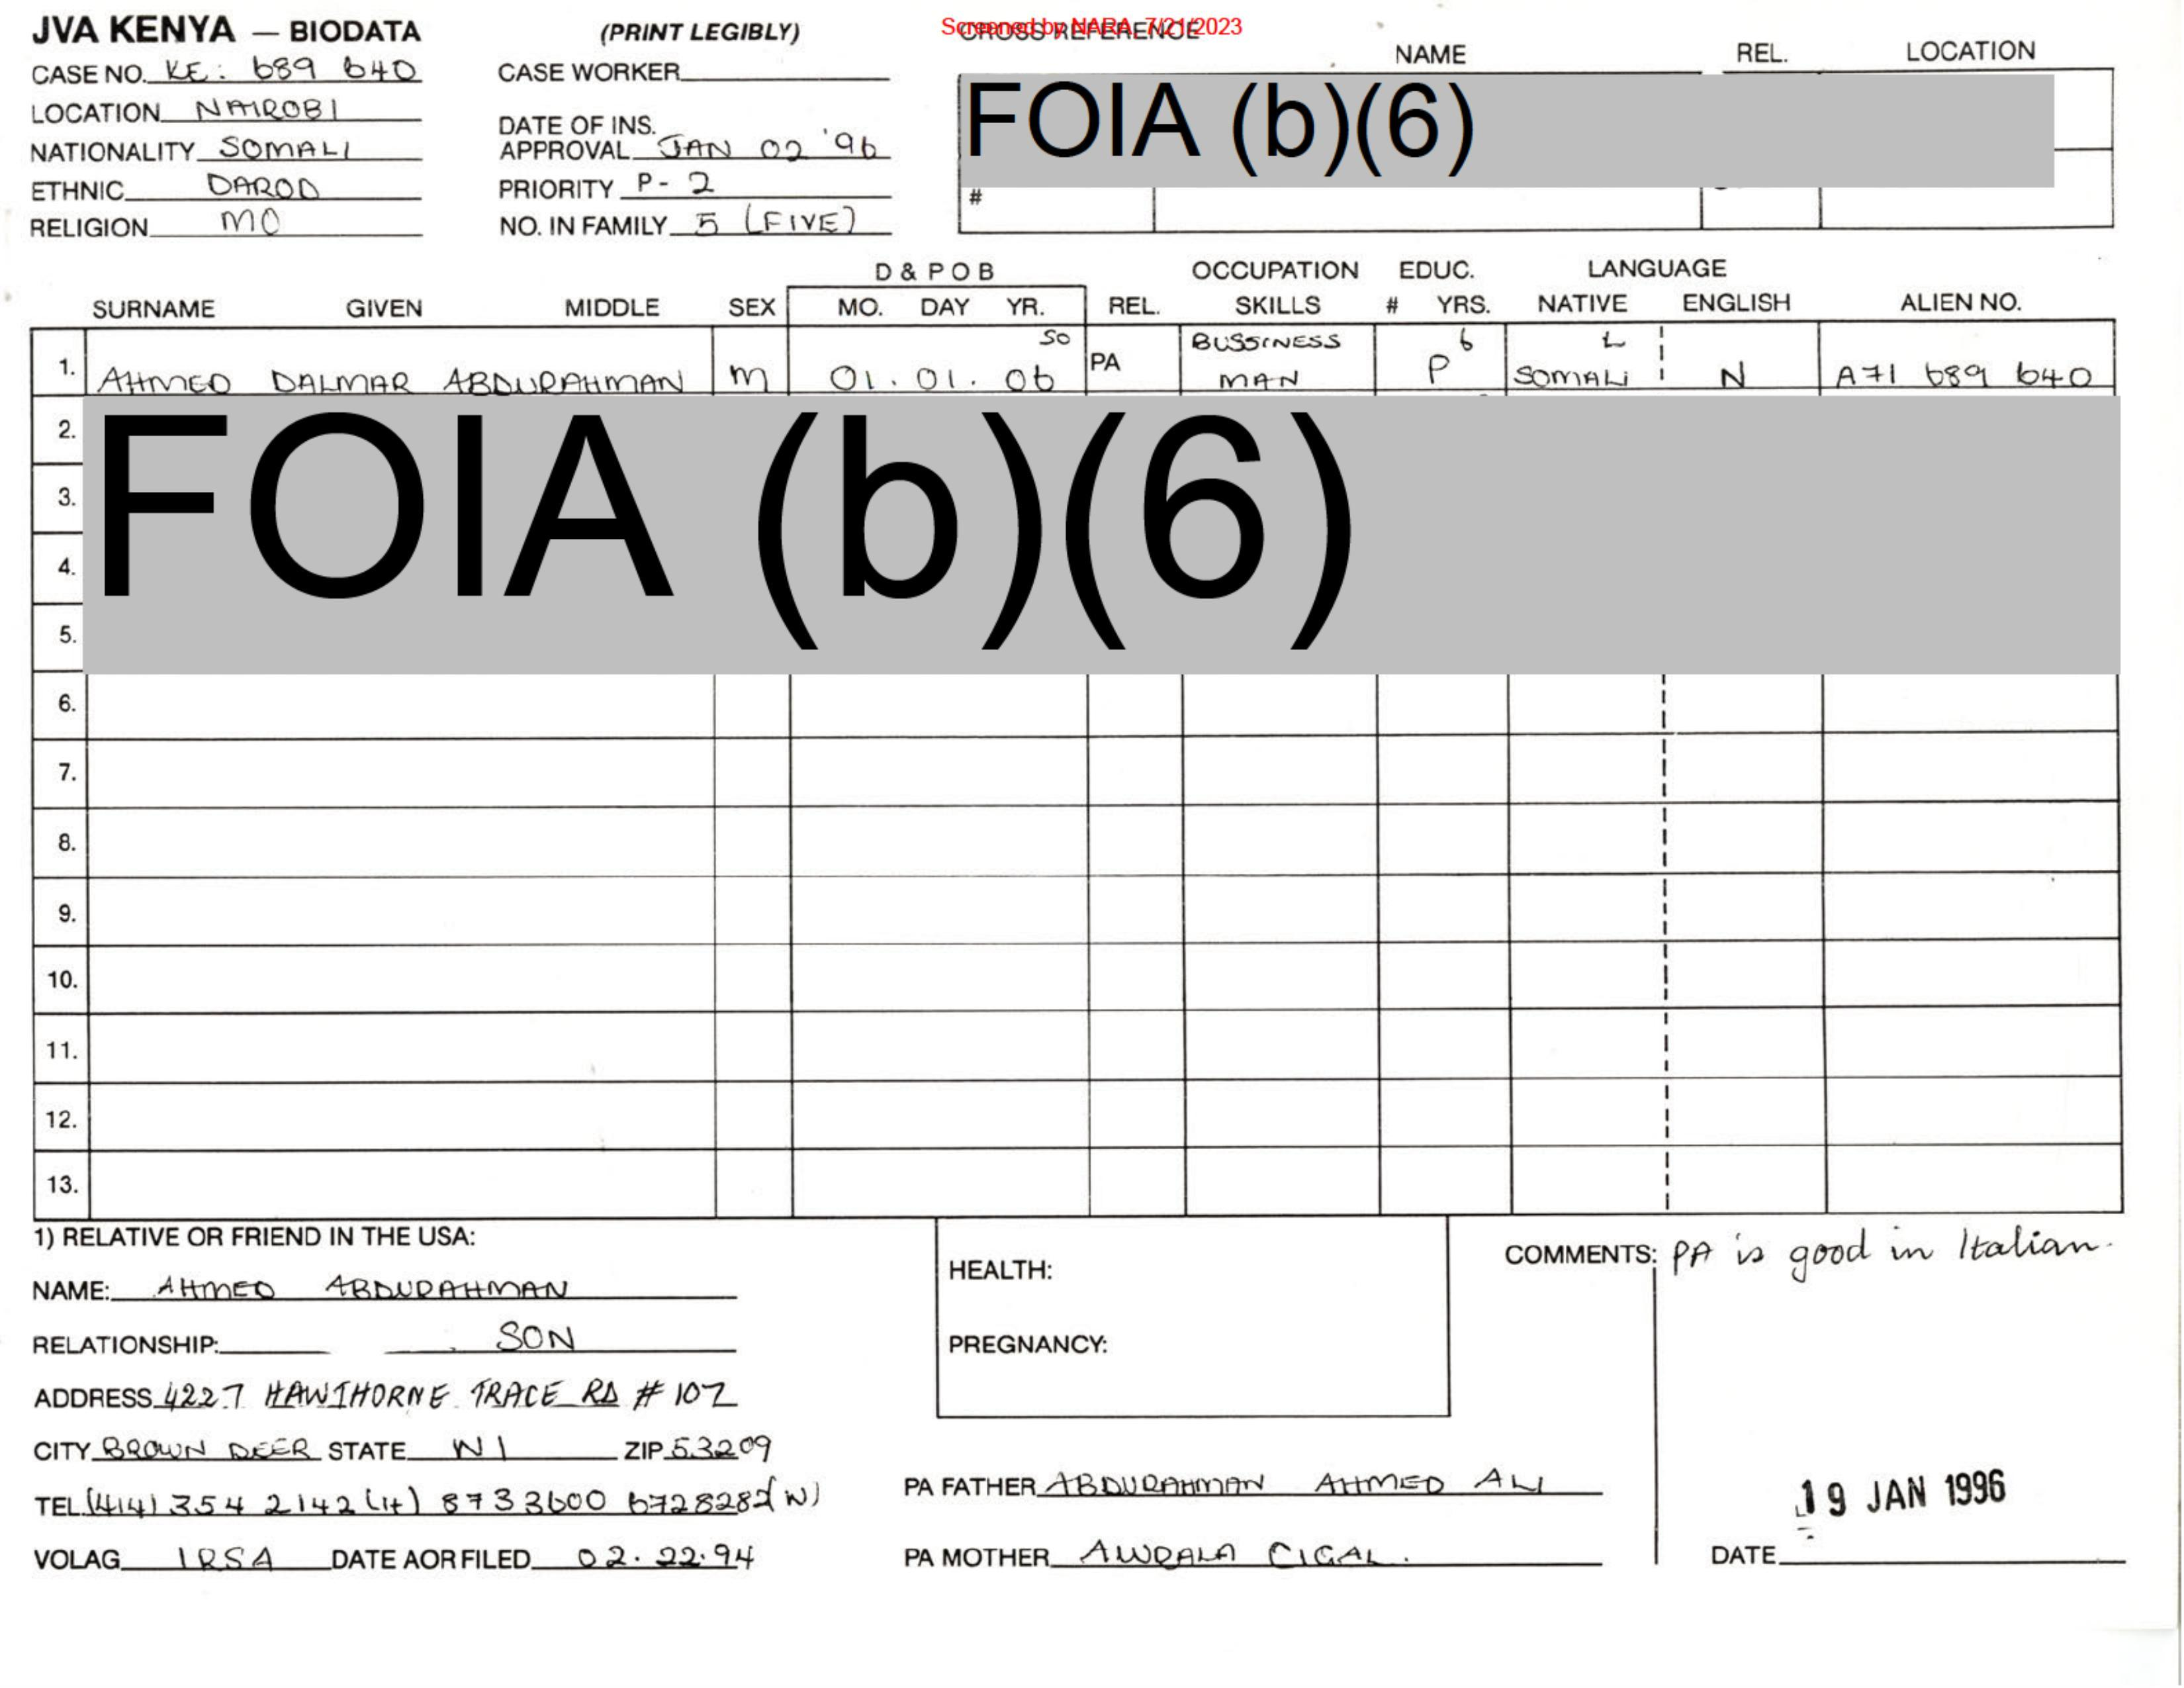 JVA KENYA — BIODATA
(PRINT LEGIBLY)
CROSS REFERENCE
Screened by NARA, 7/21/2023
NAME REL. LOCATION
CASE NO. KE: 689 640
CASE WORKER
LOCATION NAIROBI
DATE OF INS.
APPROVAL JAN 02 '96
NATIONALITY SOMALI
ETHNIC DAROD
PRIORITY P-2
RELIGION MO
NO. IN FAMILY 5 (FIVE)
FOIA (b)(6)
#
D & P O B OCCUPATION EDUC. LANGUAGE
SURNAME GIVEN MIDDLE SEX MO. DAY YR. REL. SKILLS # YRS. NATIVE ENGLISH ALIEN NO.
SO BUSSINESS 6 L
1. AHMED DALMAR ABDURAHMAN M 01. 01. 06 PA MAN P SOMALI N A71 689 640
FOIA (b)(6)
2.
3.
4.
5.
6.
7.
8.
9.
10.
11.
12.
13.
1) RELATIVE OR FRIEND IN THE USA:
NAME: AHMED ABDURAHMAN
RELATIONSHIP: SON
ADDRESS 4227 HAWTHORNE TRACE RD # 102
CITY BROWN DEER STATE WI ZIP 53209
TEL. (414) 354 2142 (H) 8733600 6728282 (W)
VOLAG IRSA DATE AOR FILED 02. 22. 94
HEALTH:
PREGNANCY:
PA FATHER ABDURAHMAN AHMED ALI
PA MOTHER AWRALA CIGAL.
COMMENTS: PA is good in Italian.
19 JAN 1996
DATE